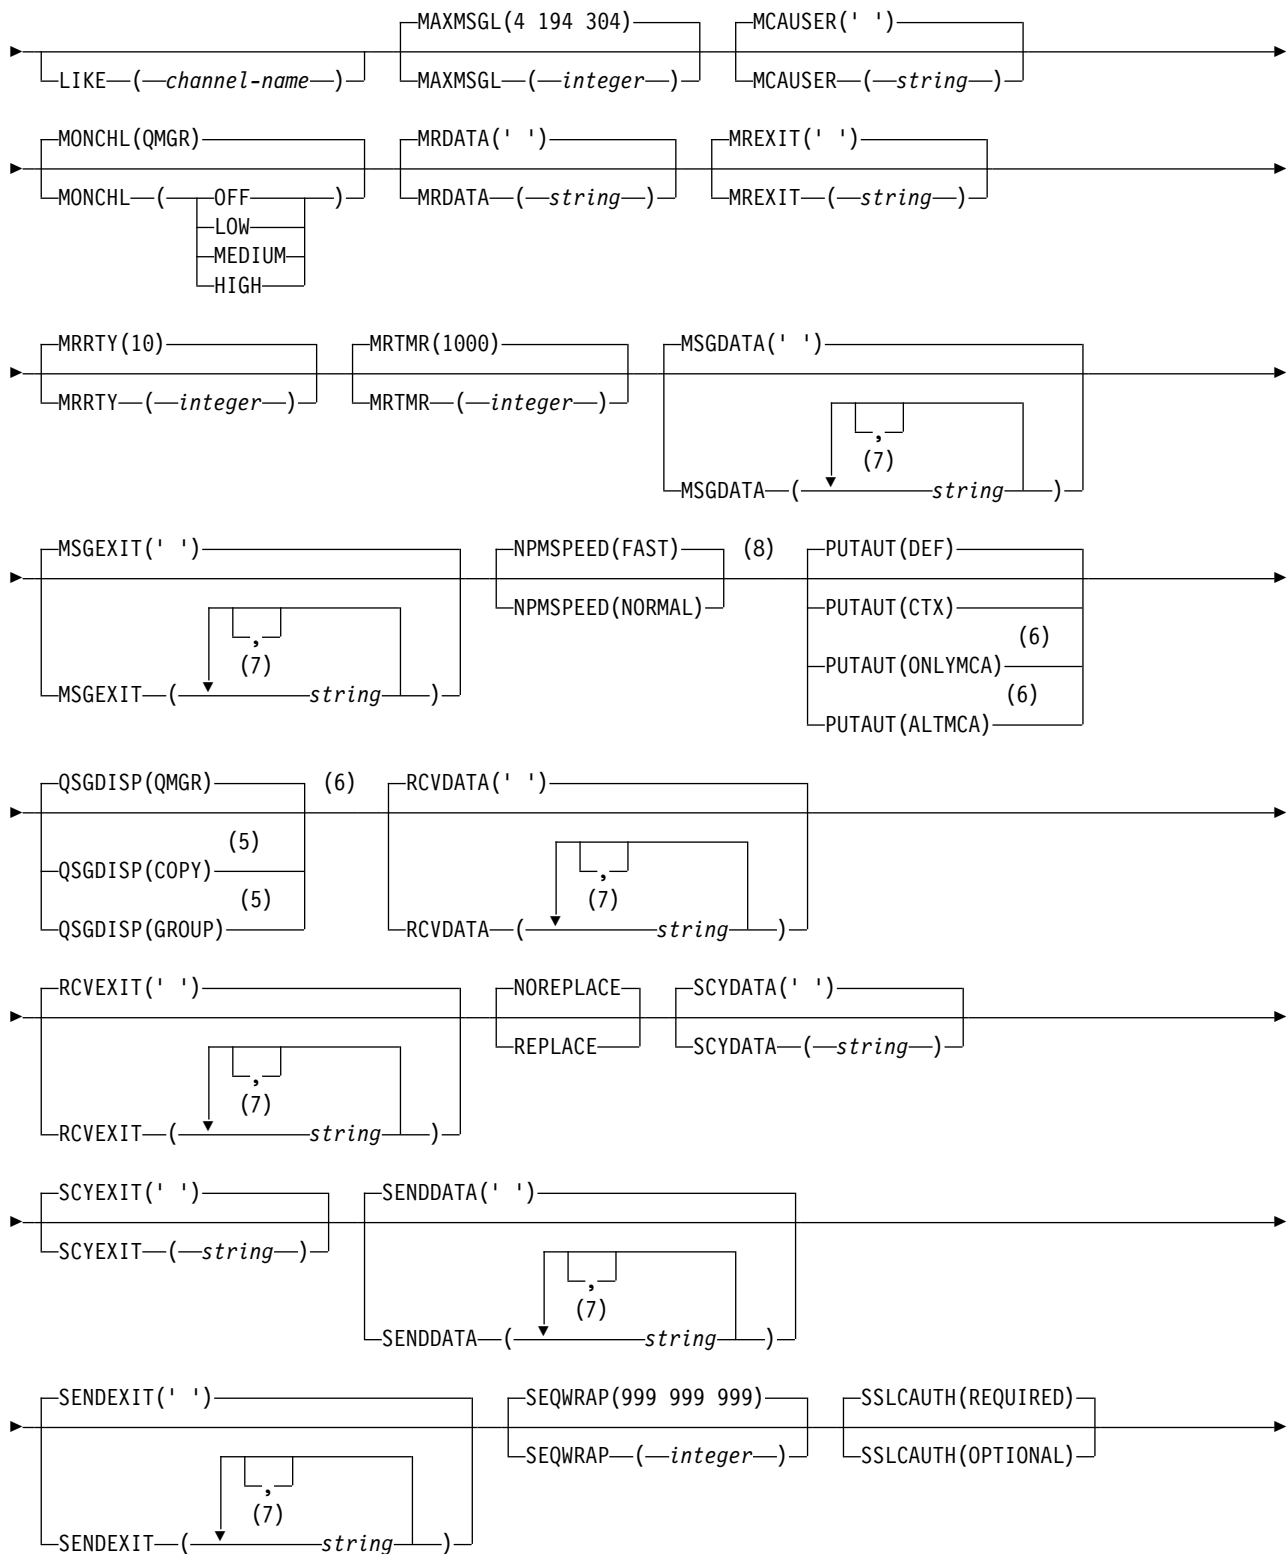 MAXMSGL(4 194 304) MCAUSER(' ')
LIKE ( channel-name ) MAXMSGL ( integer ) MCAUSER ( string )
MONCHL(QMGR) MRDATA(' ') MREXIT(' ')
MONCHL ( OFF ) MRDATA ( string ) MREXIT ( string )
LOW
MEDIUM
HIGH
MRRTY(10) MRTMR(1000) MSGDATA(' ')
MRRTY ( integer ) MRTMR ( integer )
,
(7)
MSGDATA ( string )
MSGEXIT(' ') NPMSPEED(FAST) (8) PUTAUT(DEF)
NPMSPEED(NORMAL) PUTAUT(CTX)
, (6)
(7) PUTAUT(ONLYMCA)
MSGEXIT ( string ) (6)
PUTAUT(ALTMCA)
QSGDISP(QMGR) (6) RCVDATA(' ')
(5)
QSGDISP(COPY) ,
(5) (7)
QSGDISP(GROUP) RCVDATA ( string )
RCVEXIT(' ') NOREPLACE SCYDATA(' ')
REPLACE SCYDATA ( string )
,
(7)
RCVEXIT ( string )
SCYEXIT(' ') SENDDATA(' ')
SCYEXIT ( string )
,
(7)
SENDDATA ( string )
SENDEXIT(' ') SEQWRAP(999 999 999) SSLCAUTH(REQUIRED)
SEQWRAP ( integer ) SSLCAUTH(OPTIONAL)
,
(7)
SENDEXIT ( string )